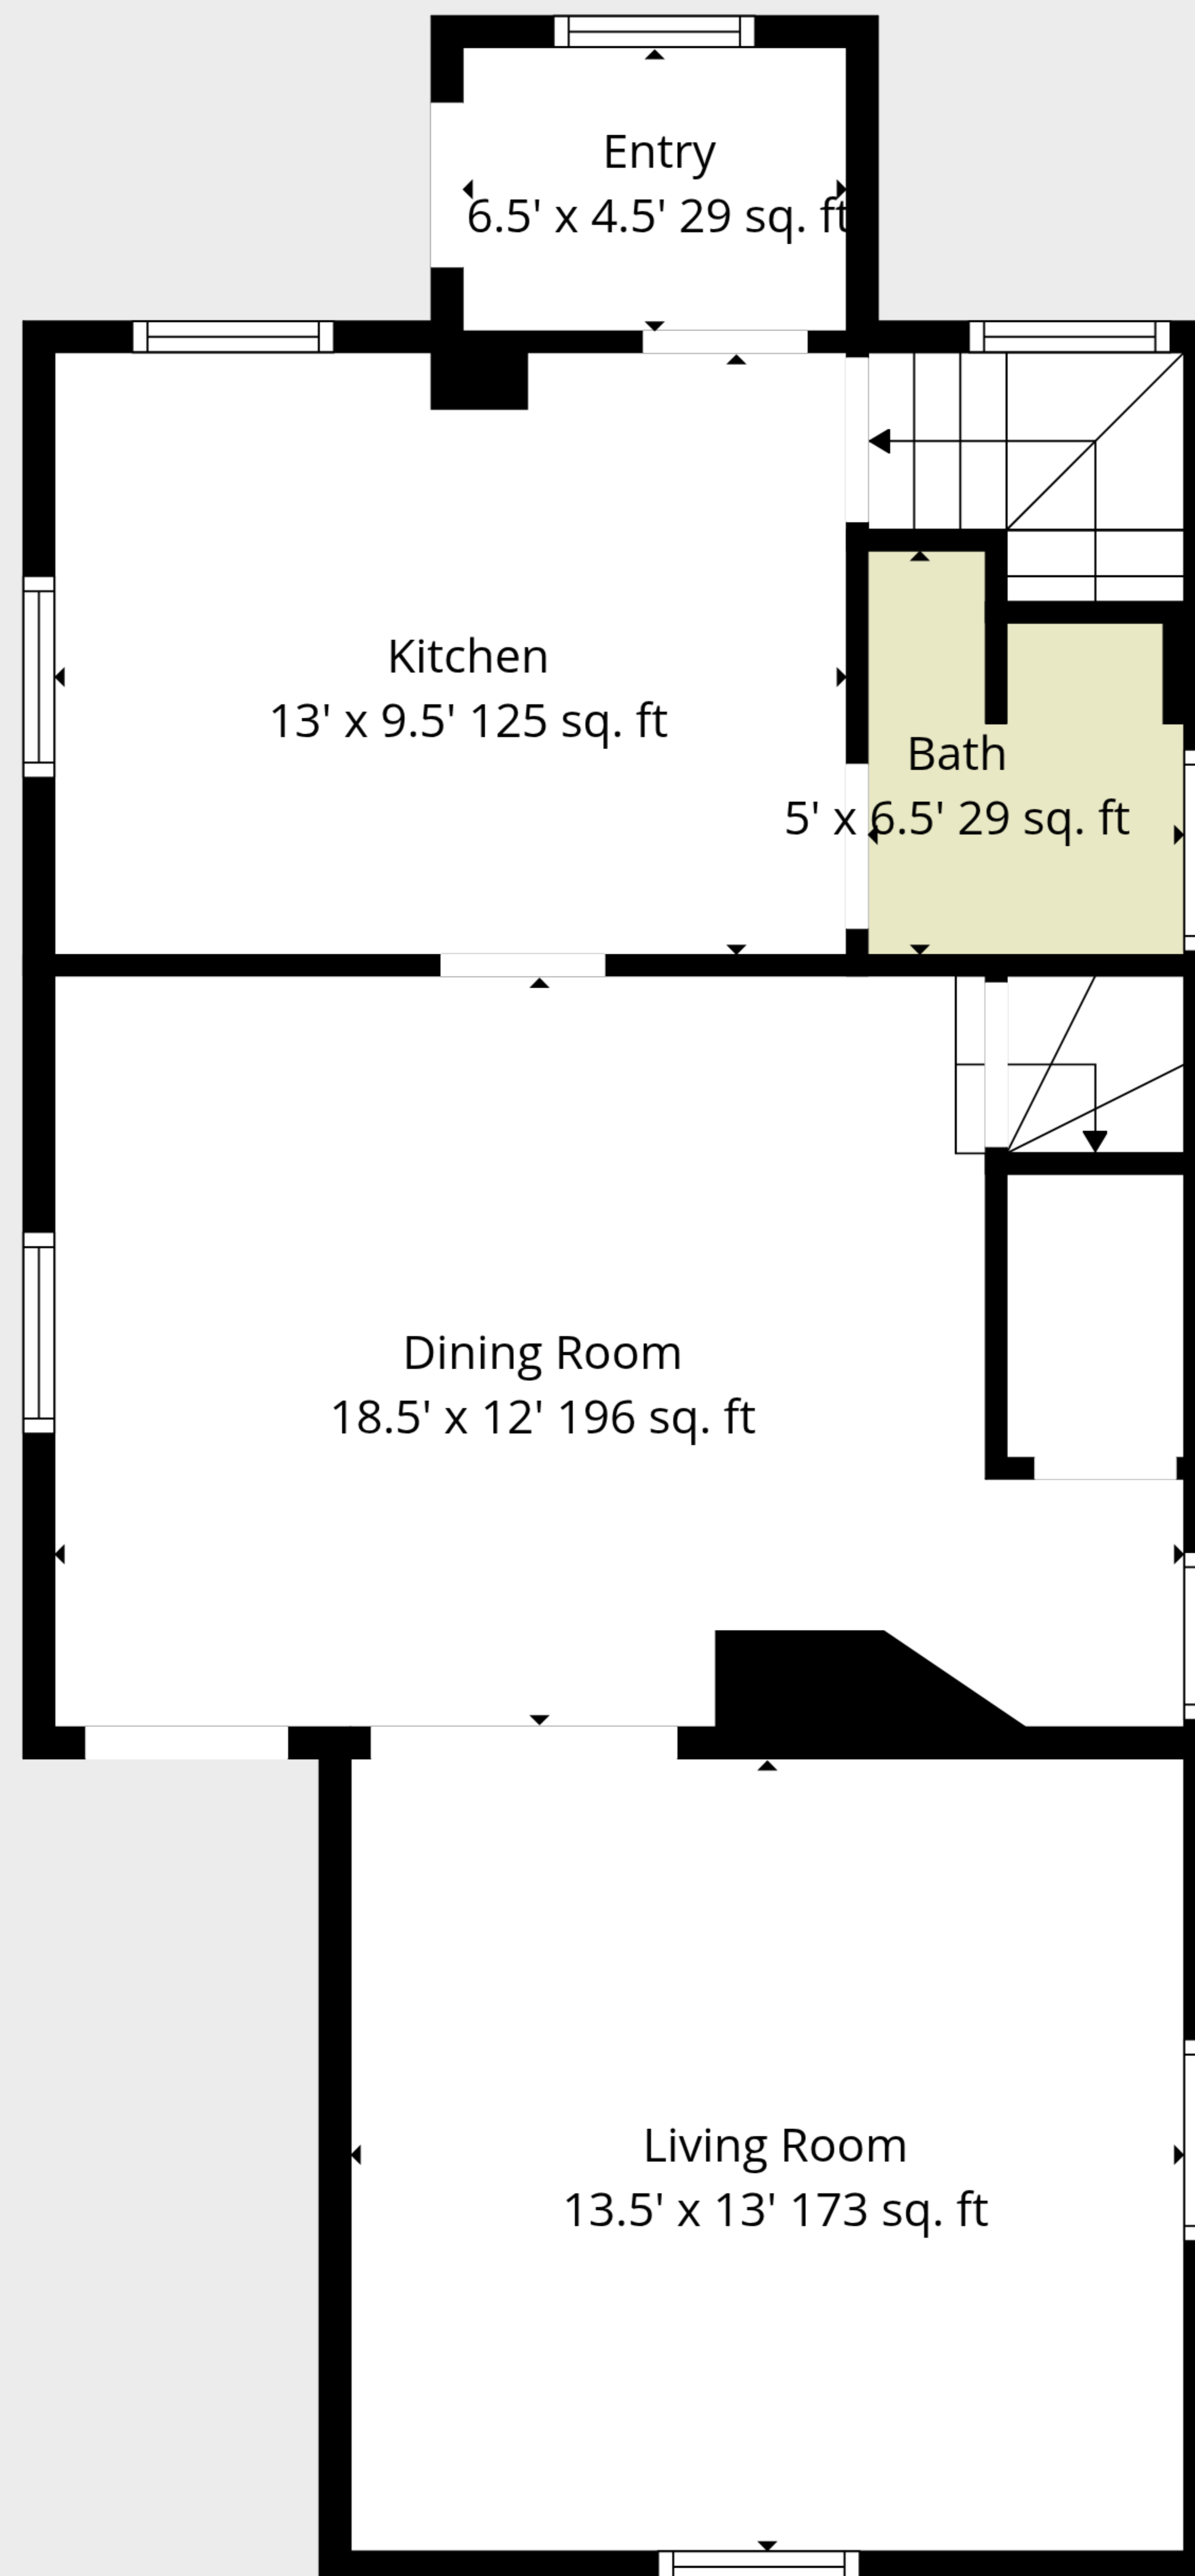 Entry
6.5' x 4.5' 29 sq. ft
Kitchen
13' x 9.5' 125 sq. ft
Bath
5' x 6.5' 29 sq. ft
Dining Room
18.5' x 12' 196 sq. ft
Living Room
13.5' x 13' 173 sq. ft